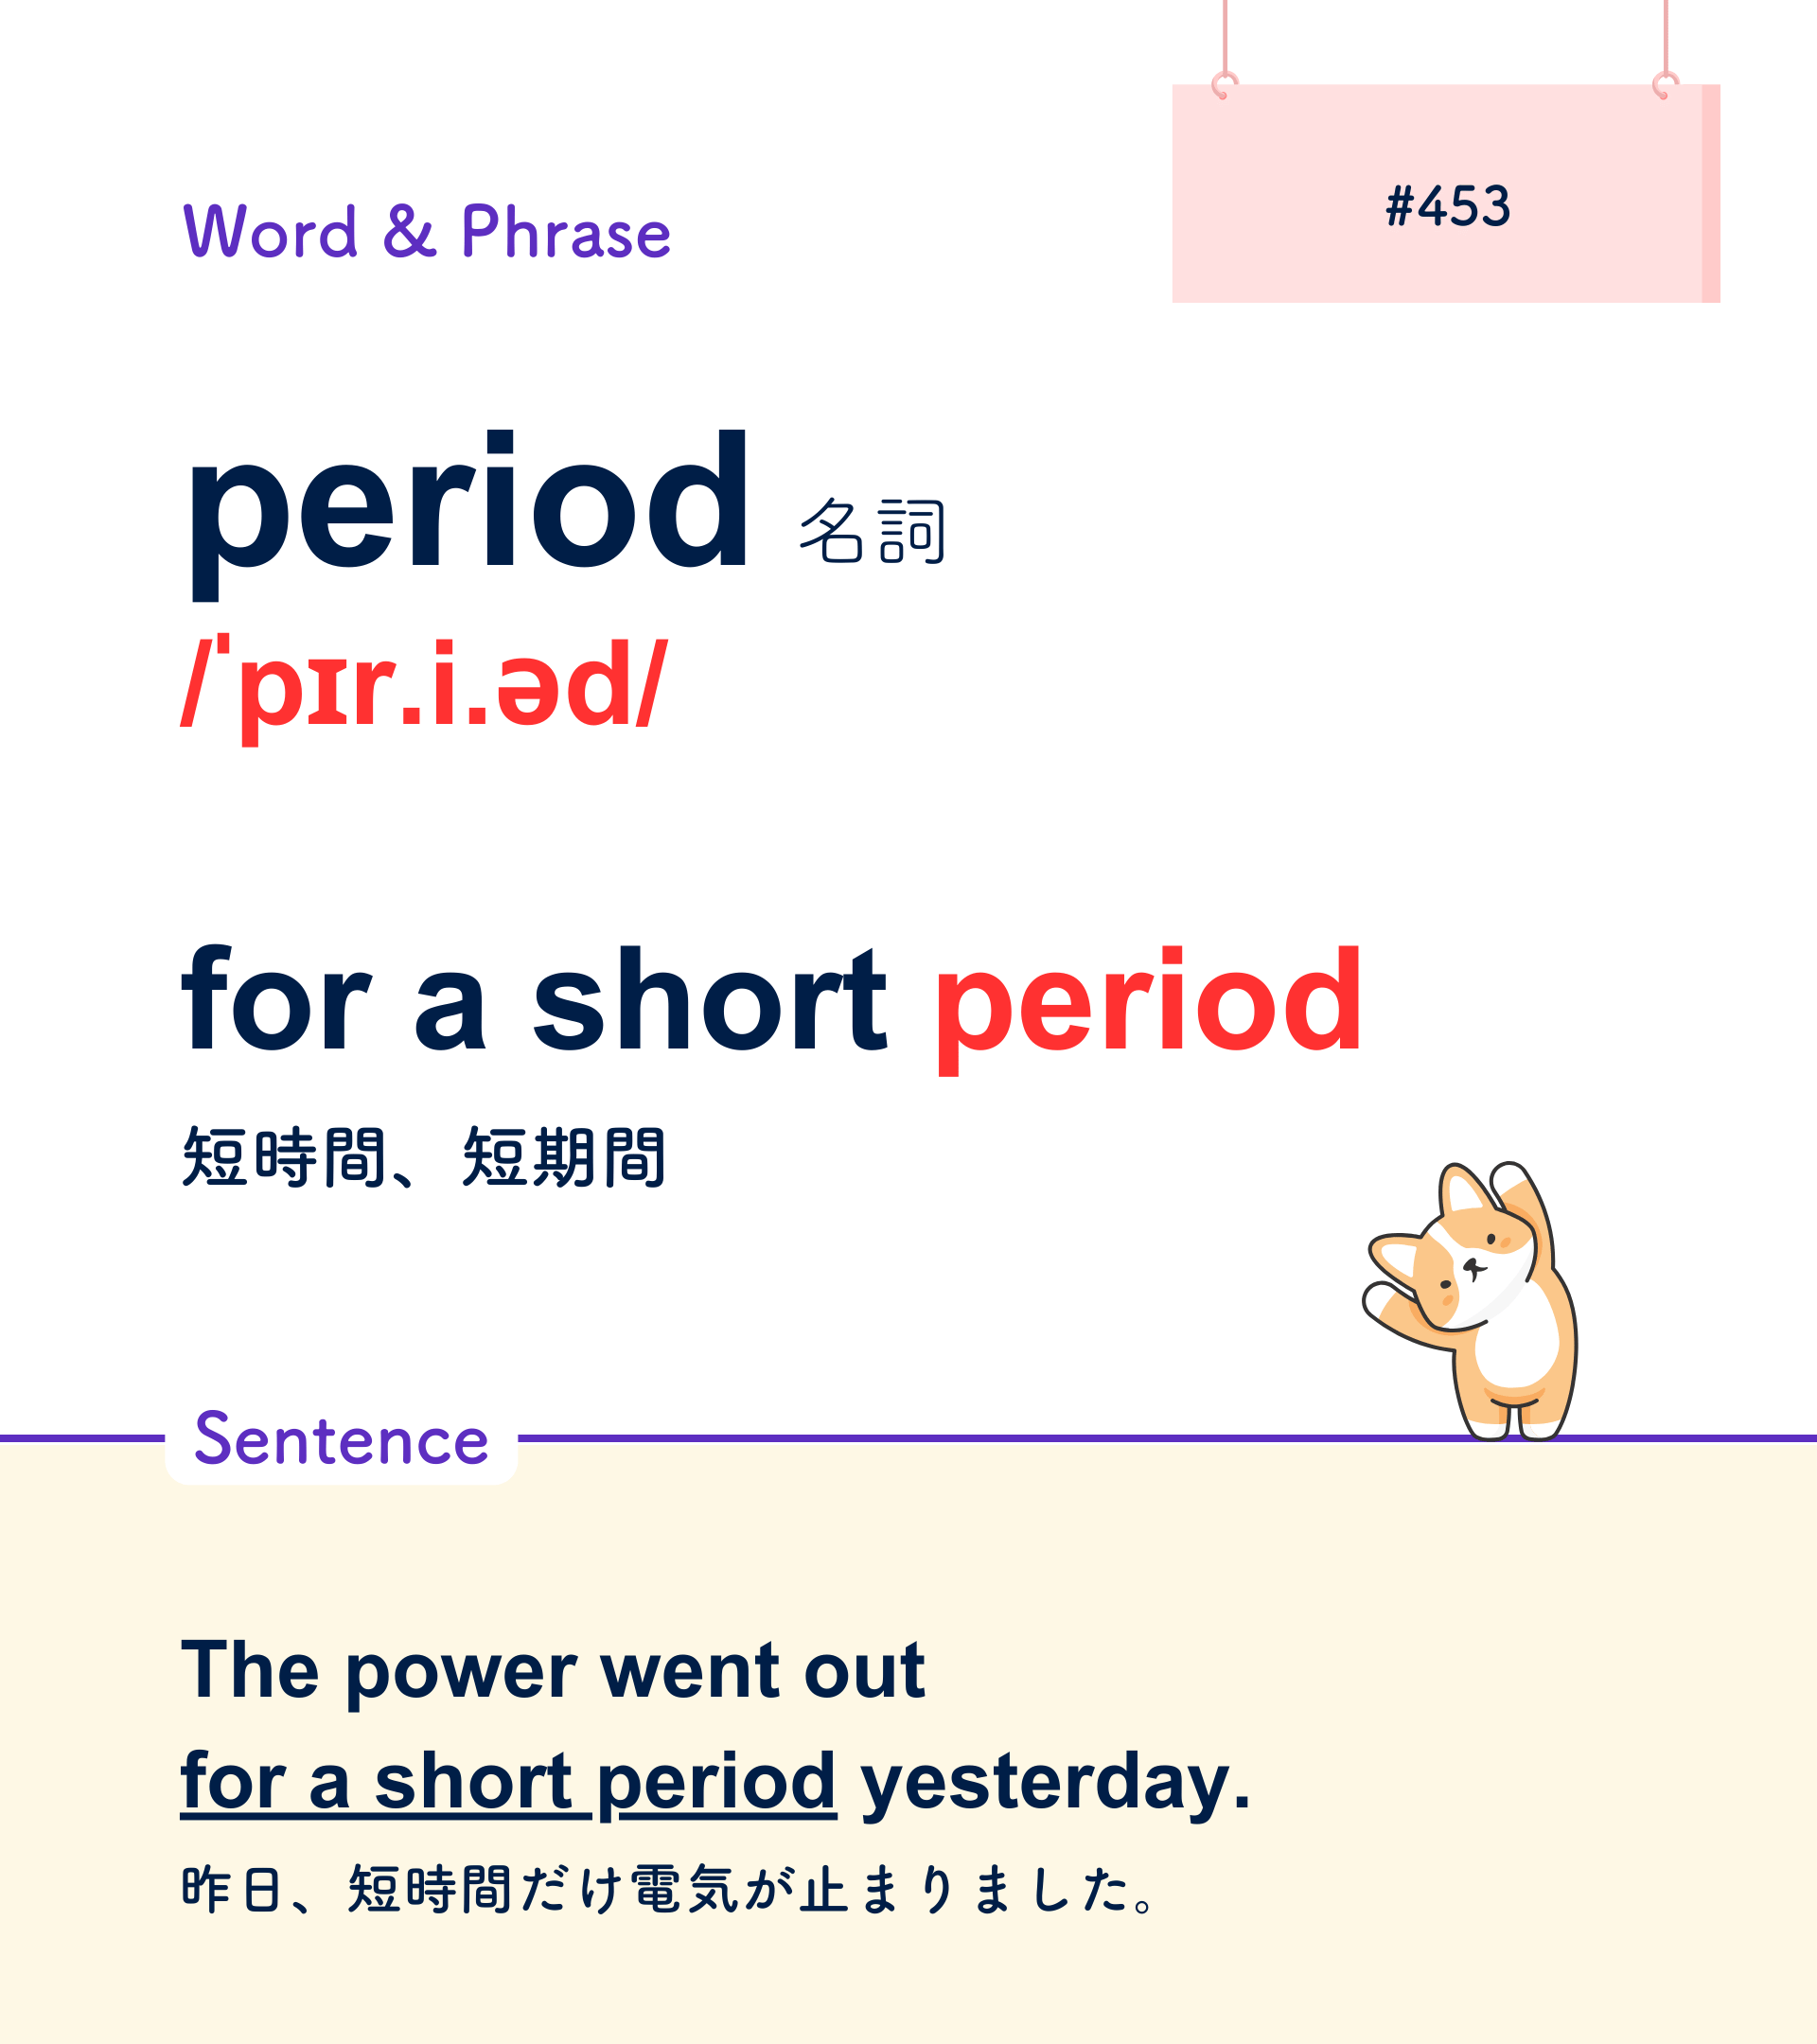 Word & Phrase
#453
period 名詞
/ˈpɪr.i.əd/
for a short period
短時間、短期間
Sentence
The power went out
for a short period yesterday.
昨日、短時間だけ電気が止まりました。